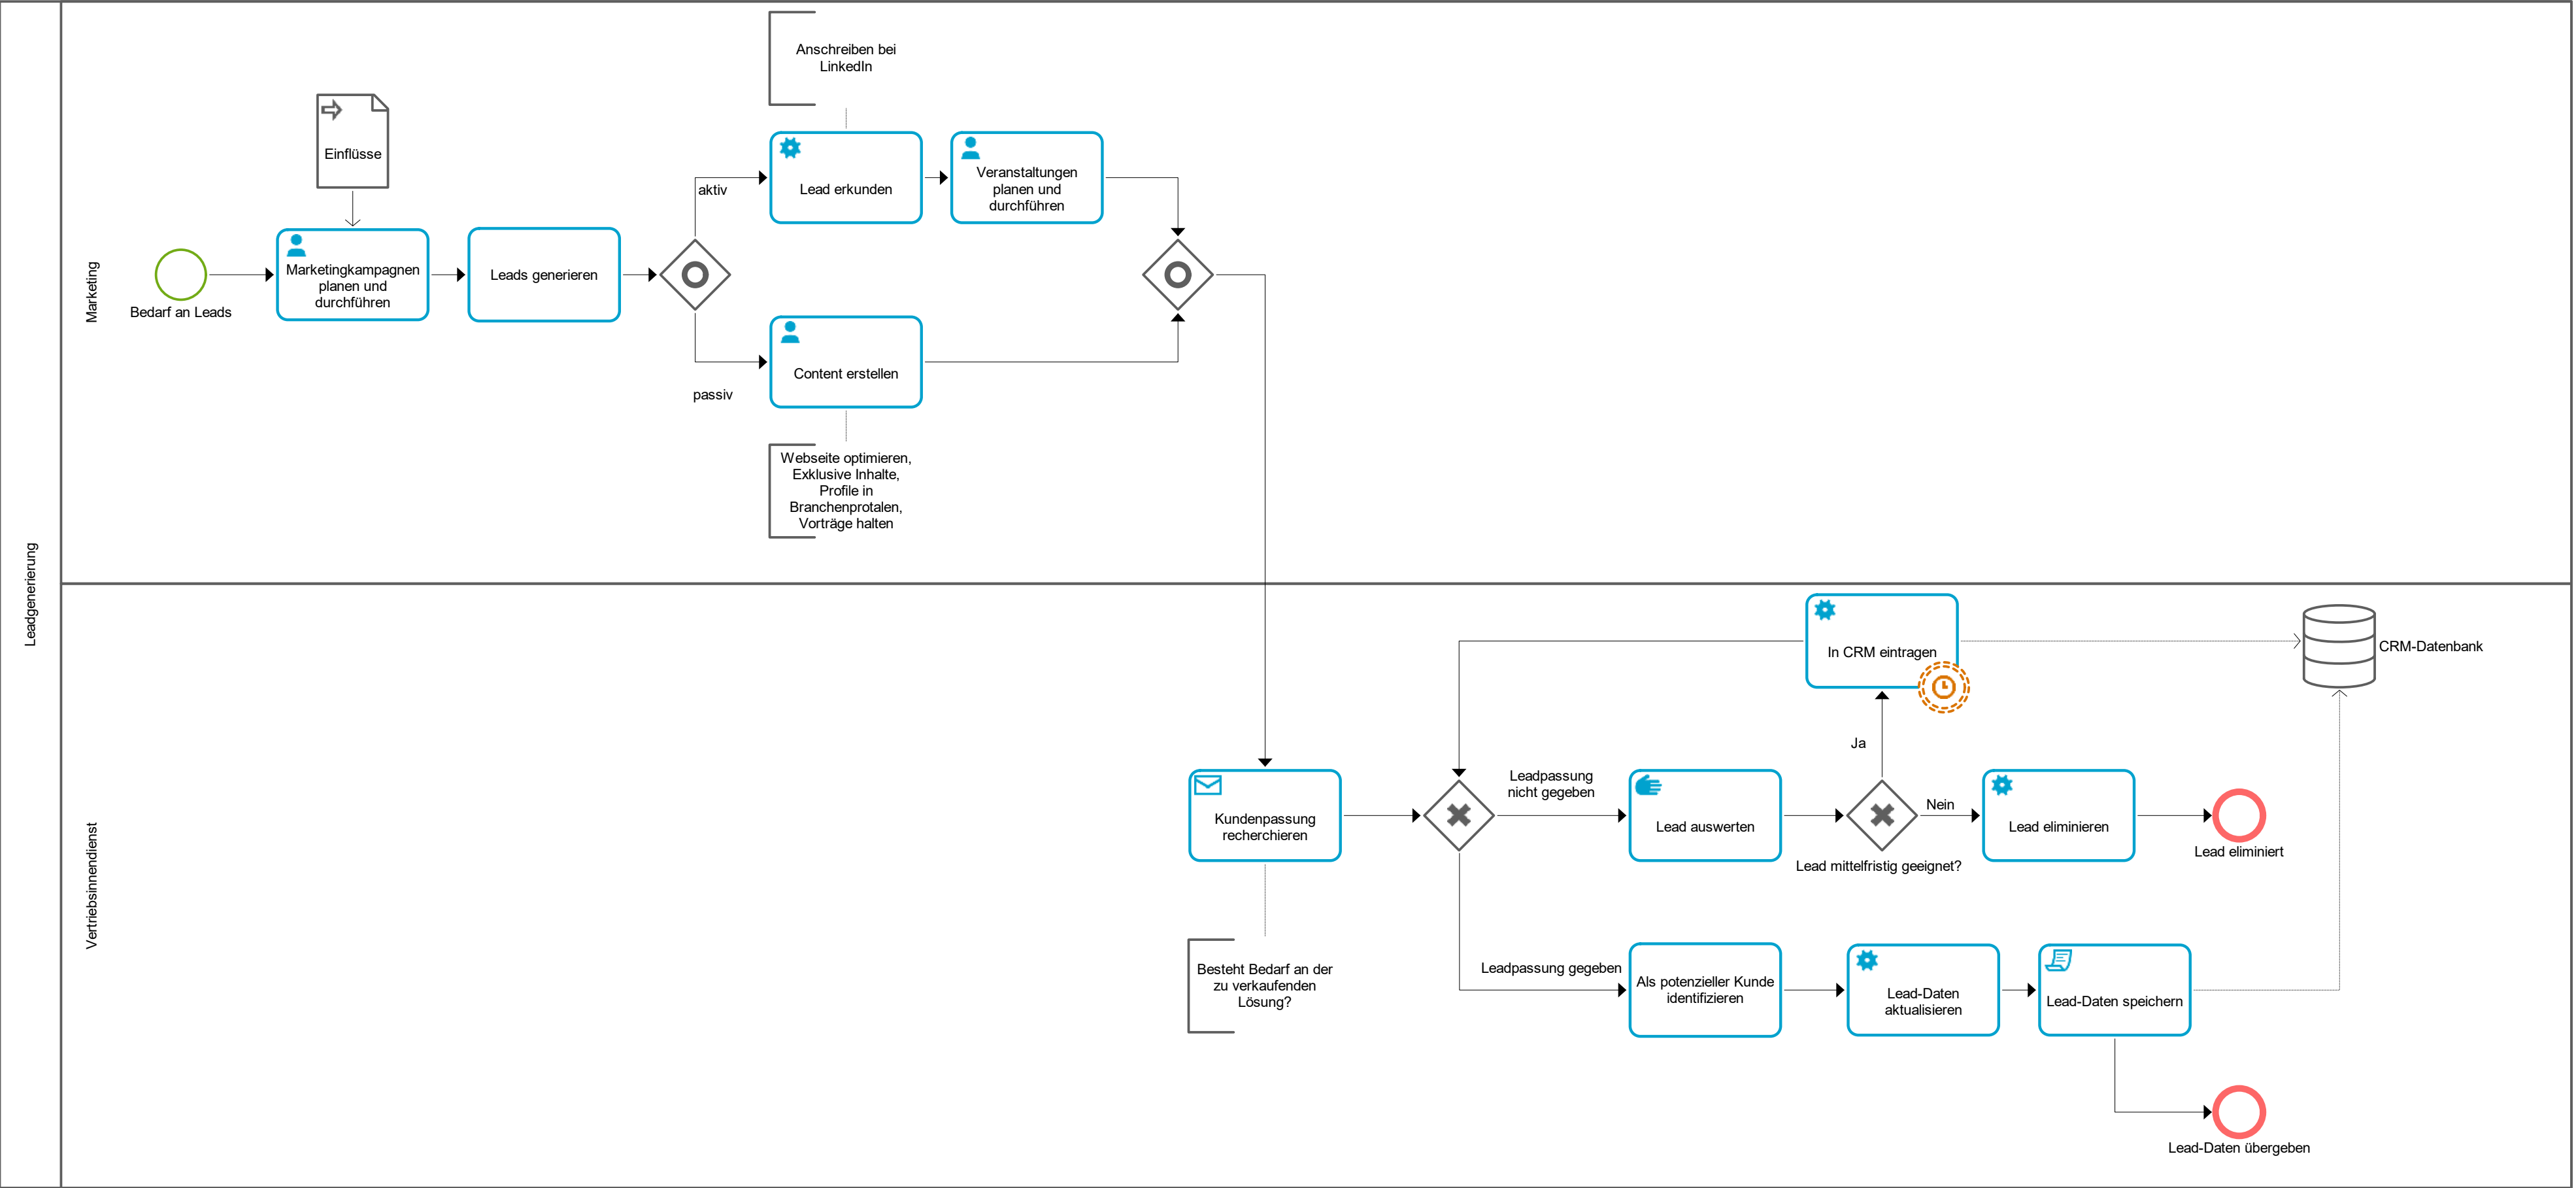 Leadgenerierung
Marketing
Anschreiben bei
LinkedIn
Einflüsse
Bedarf an Leads
Marketingkampagnen
planen und
durchführen
Leads generieren
aktiv
passiv
Lead erkunden
Veranstaltungen
planen und
durchführen
Content erstellen
Webseite optimieren,
Exklusive Inhalte,
Profile in
Branchenprotalen,
Vorträge halten
Vertriebsinnendienst
Kundenpassung
recherchieren
Besteht Bedarf an der
zu verkaufenden
Lösung?
Leadpassung
nicht gegeben
Lead auswerten
Lead mittelfristig geeignet?
Ja
In CRM eintragen
CRM-Datenbank
Nein
Lead eliminieren
Lead eliminiert
Leadpassung gegeben
Als potenzieller Kunde
identifizieren
Lead-Daten
aktualisieren
Lead-Daten speichern
Lead-Daten übergeben